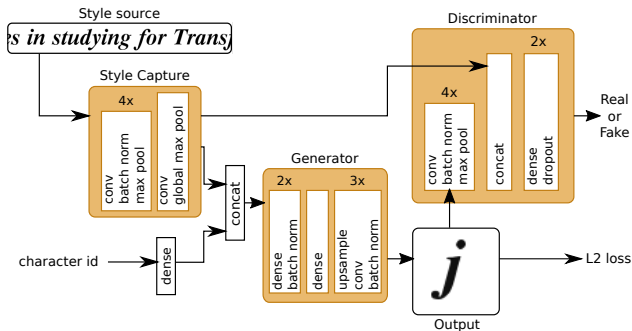 Style source
es in studying for Transf
Style Capture
4x
conv
batch norm
max pool
conv
global max pool
character id
dense
concat
Generator
2x
dense
batch norm
dense
3x
upsample
conv
batch norm
Discriminator
4x
conv
batch norm
max pool
concat
2x
dense
dropout
Real
or
Fake
j
Output
L2 loss